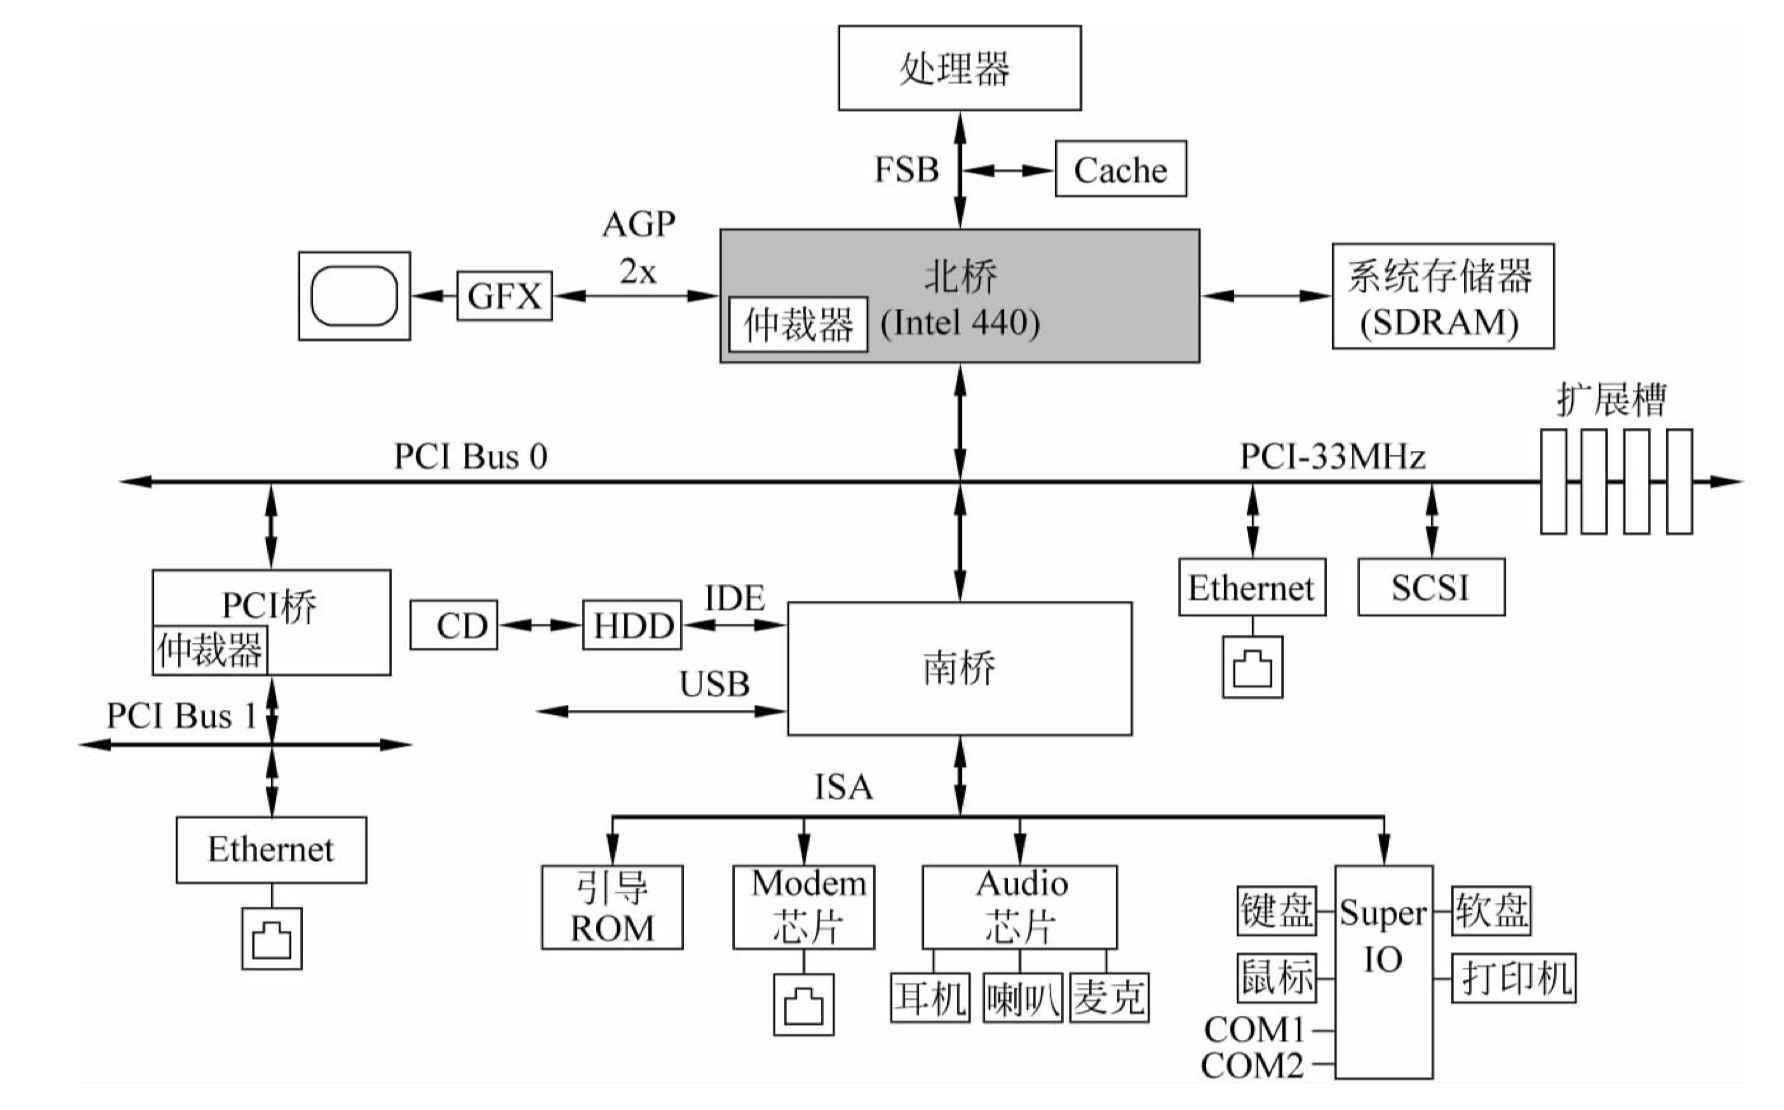 处理器
FSB
Cache
AGP
2x
GFX
北桥
仲裁器
(Intel 440)
系统存储器
(SDRAM)
扩展槽
PCI Bus 0
PCI-33MHz
PCI桥
仲裁器
CD
HDD
IDE
USB
南桥
Ethernet
SCSI
PCI Bus 1
ISA
Ethernet
引导
ROM
Modem
芯片
Audio
芯片
耳机
喇叭
麦克
键盘
Super
IO
软盘
鼠标
打印机
COM1
COM2